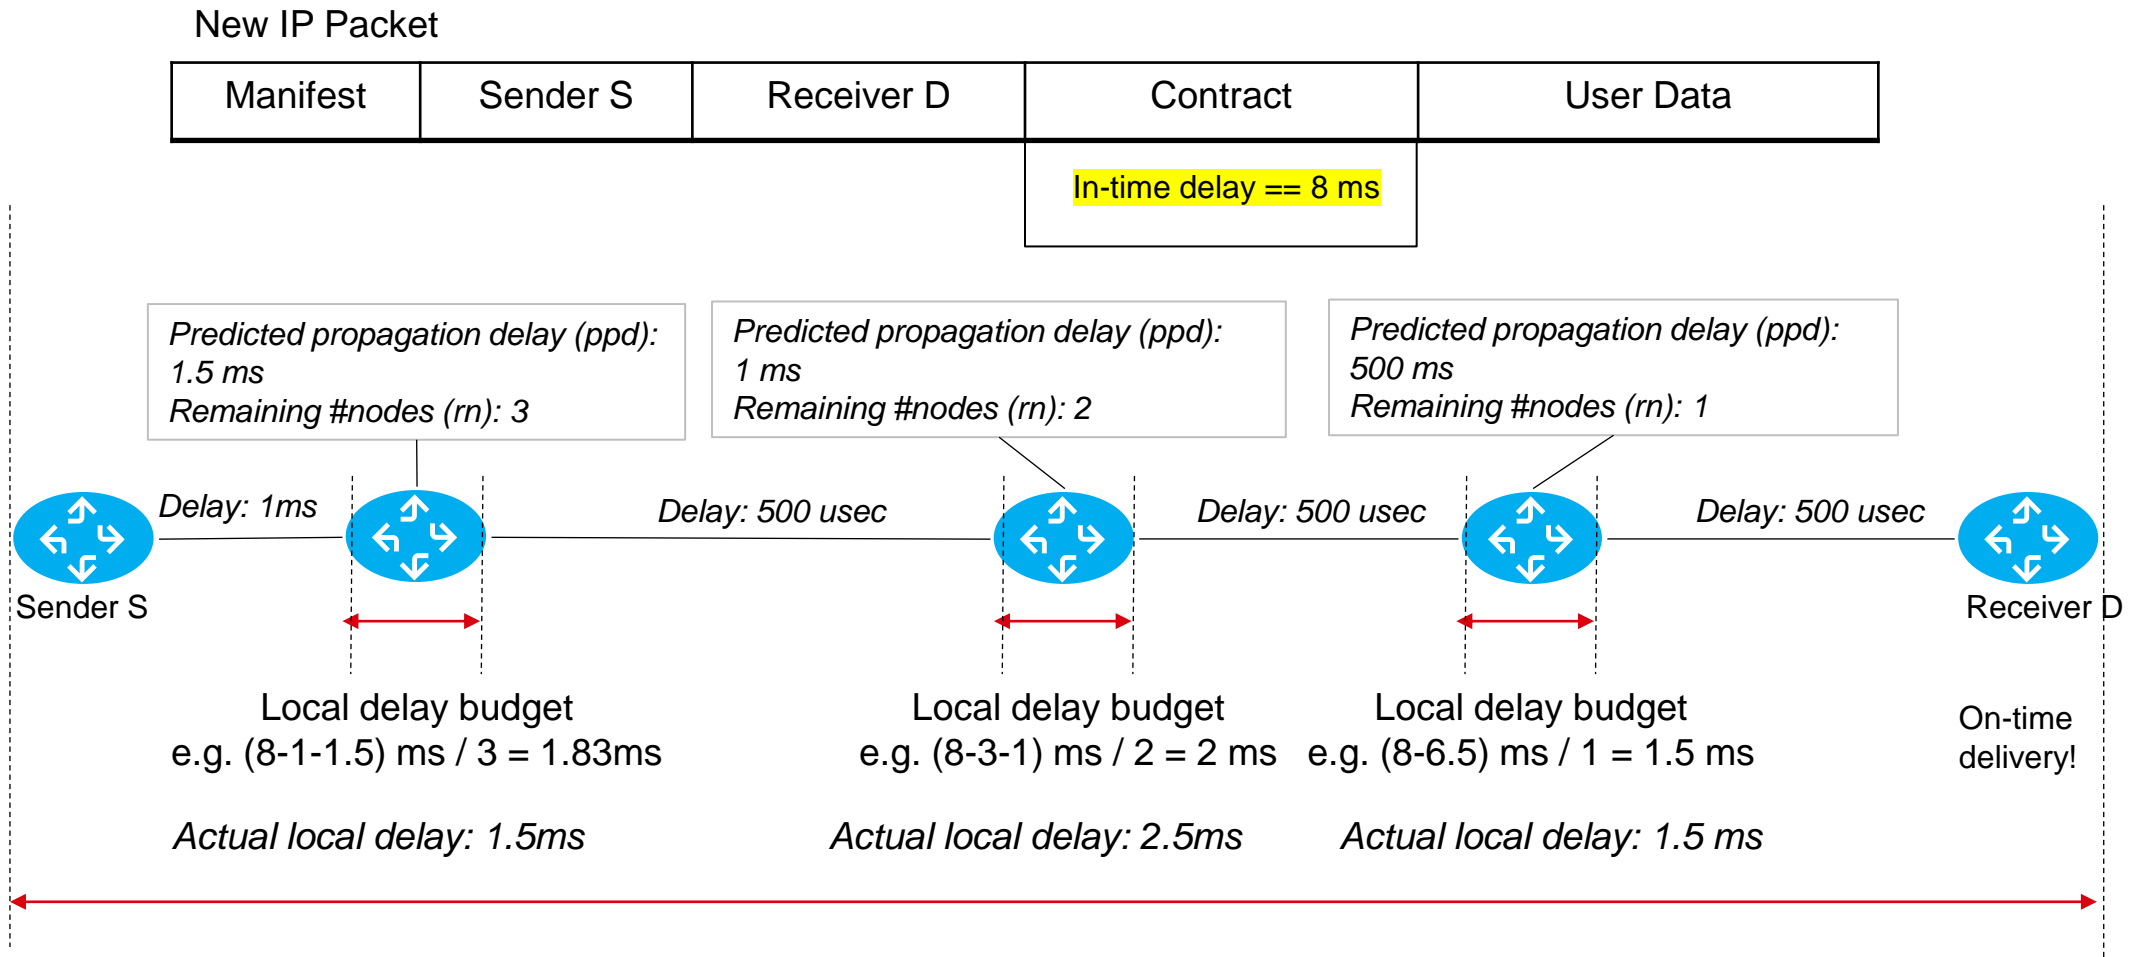 New IP Packet
Manifest
Sender S
Receiver D
Contract
User Data
In-time delay == 8 ms
Predicted propagation delay (ppd):
1.5 ms
Remaining #nodes (rn): 3
Predicted propagation delay (ppd):
1 ms
Remaining #nodes (rn): 2
Predicted propagation delay (ppd):
500 ms
Remaining #nodes (rn): 1
Delay: 1ms
Delay: 500 usec
Delay: 500 usec
Delay: 500 usec
Sender S
Receiver D
Local delay budget
e.g. (8-1-1.5) ms / 3 = 1.83ms
Actual local delay: 1.5ms
Local delay budget
e.g. (8-3-1) ms / 2 = 2 ms
Actual local delay: 2.5ms
Local delay budget
e.g. (8-6.5) ms / 1 = 1.5 ms
Actual local delay: 1.5 ms
On-time
delivery!